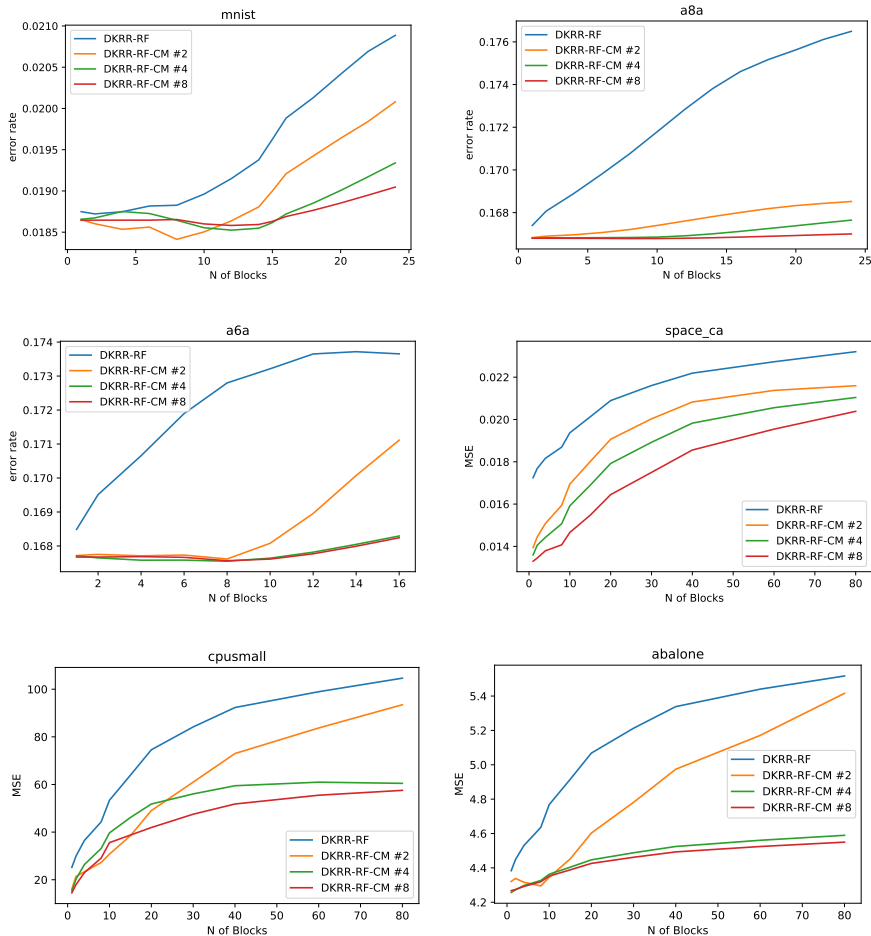 mnist
0.0210
0.0205
0.0200
0.0195
0.0190
0.0185
error rate
DKRR-RF
DKRR-RF-CM #2
DKRR-RF-CM #4
DKRR-RF-CM #8
0 5 10 15 20 25
N of Blocks
a8a
0.176
0.174
0.172
0.170
0.168
error rate
DKRR-RF
DKRR-RF-CM #2
DKRR-RF-CM #4
DKRR-RF-CM #8
0 5 10 15 20 25
N of Blocks
a6a
0.174
0.173
0.172
0.171
0.170
0.169
0.168
error rate
DKRR-RF
DKRR-RF-CM #2
DKRR-RF-CM #4
DKRR-RF-CM #8
2 4 6 8 10 12 14 16
N of Blocks
space_ca
0.022
0.020
0.018
0.016
0.014
MSE
DKRR-RF
DKRR-RF-CM #2
DKRR-RF-CM #4
DKRR-RF-CM #8
0 10 20 30 40 50 60 70 80
N of Blocks
cpusmall
100
80
60
40
20
MSE
DKRR-RF
DKRR-RF-CM #2
DKRR-RF-CM #4
DKRR-RF-CM #8
0 10 20 30 40 50 60 70 80
N of Blocks
abalone
5.4
5.2
5.0
4.8
4.6
4.4
4.2
MSE
DKRR-RF
DKRR-RF-CM #2
DKRR-RF-CM #4
DKRR-RF-CM #8
0 10 20 30 40 50 60 70 80
N of Blocks